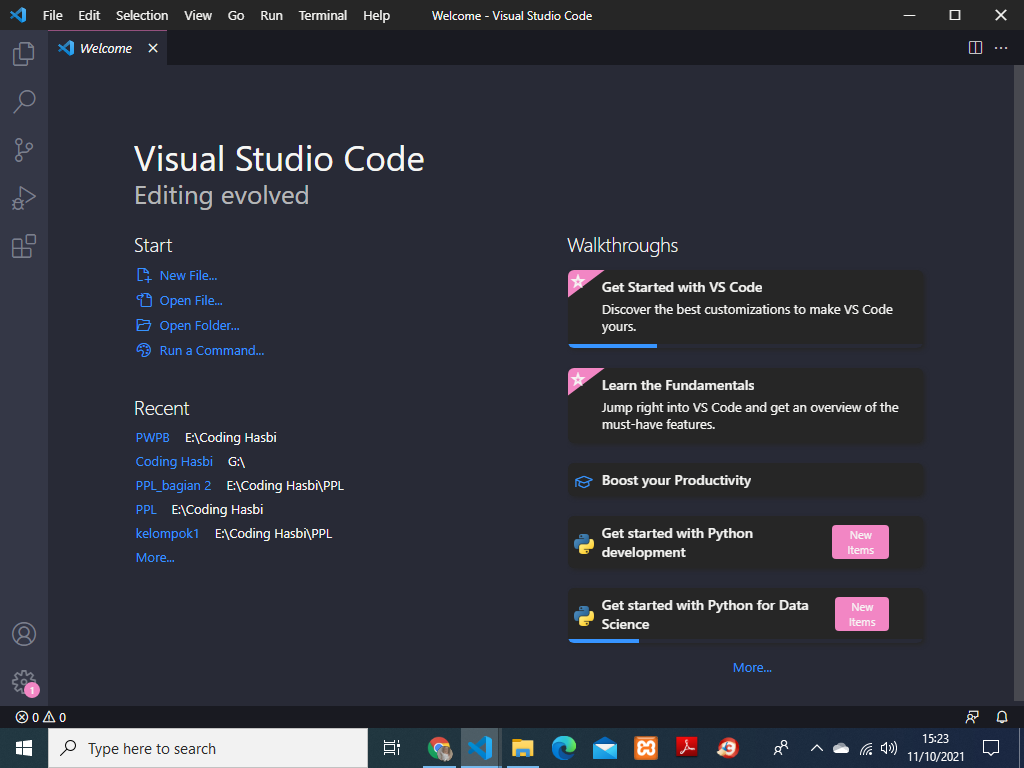 File Edit Selection View Go Run Terminal Help Welcome - Visual Studio Code
Welcome
Visual Studio Code
Editing evolved
Start
New File...
Open File...
Open Folder...
Run a Command...
Recent
PWPB E:\Coding Hasbi
Coding Hasbi G:\
PPL_bagian 2 E:\Coding Hasbi\PPL
PPL E:\Coding Hasbi
kelompok1 E:\Coding Hasbi\PPL
More...
Walkthroughs
Get Started with VS Code
Discover the best customizations to make VS Code
yours.
Learn the Fundamentals
Jump right into VS Code and get an overview of the
must-have features.
Boost your Productivity
Get started with Python
development
New
Items
Get started with Python for Data
Science
New
Items
More...
1
0 0
Type here to search
15:23
11/10/2021